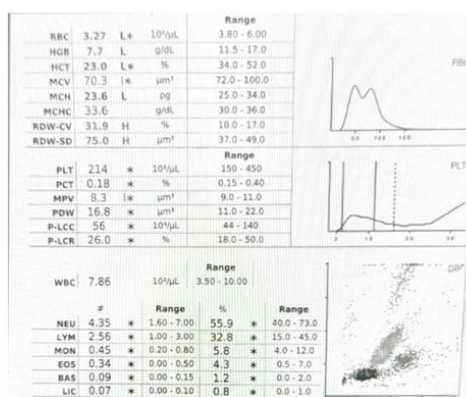 Range
RBC 3.27 L* 10⁶/µL 3.80 - 6.00
HGB 7.7 L g/dL 11.5 - 17.0
HCT 23.0 L* % 34.0 - 52.0
MCV 70.3 l* µm³ 72.0 - 100.0
MCH 23.6 L pg 25.0 - 34.0
MCHC 33.6 g/dL 30.0 - 36.0
RDW-CV 31.9 H % 10.0 - 17.0
RDW-SD 75.0 H µm³ 37.0 - 49.0
RBC
Range
PLT 214 * 10³/µL 150 - 450
PCT 0.18 * % 0.15 - 0.40
MPV 8.3 l* µm³ 9.0 - 11.0
PDW 16.8 * µm³ 11.0 - 22.0
P-LCC 56 * 10³/µL 44 - 140
P-LCR 26.0 * % 18.0 - 50.0
PLT
Range
WBC 7.86 10³/µL 3.50 - 10.00
# Range % Range
NEU 4.35 * 1.60 - 7.00 55.9 * 40.0 - 73.0
LYM 2.56 * 1.00 - 3.00 32.8 * 15.0 - 45.0
MON 0.45 * 0.20 - 0.80 5.8 * 4.0 - 12.0
EOS 0.34 * 0.00 - 0.50 4.3 * 0.5 - 7.0
BAS 0.09 * 0.00 - 0.15 1.2 * 0.0 - 2.0
LIC 0.07 * 0.00 - 0.10 0.8 * 0.0 - 1.0